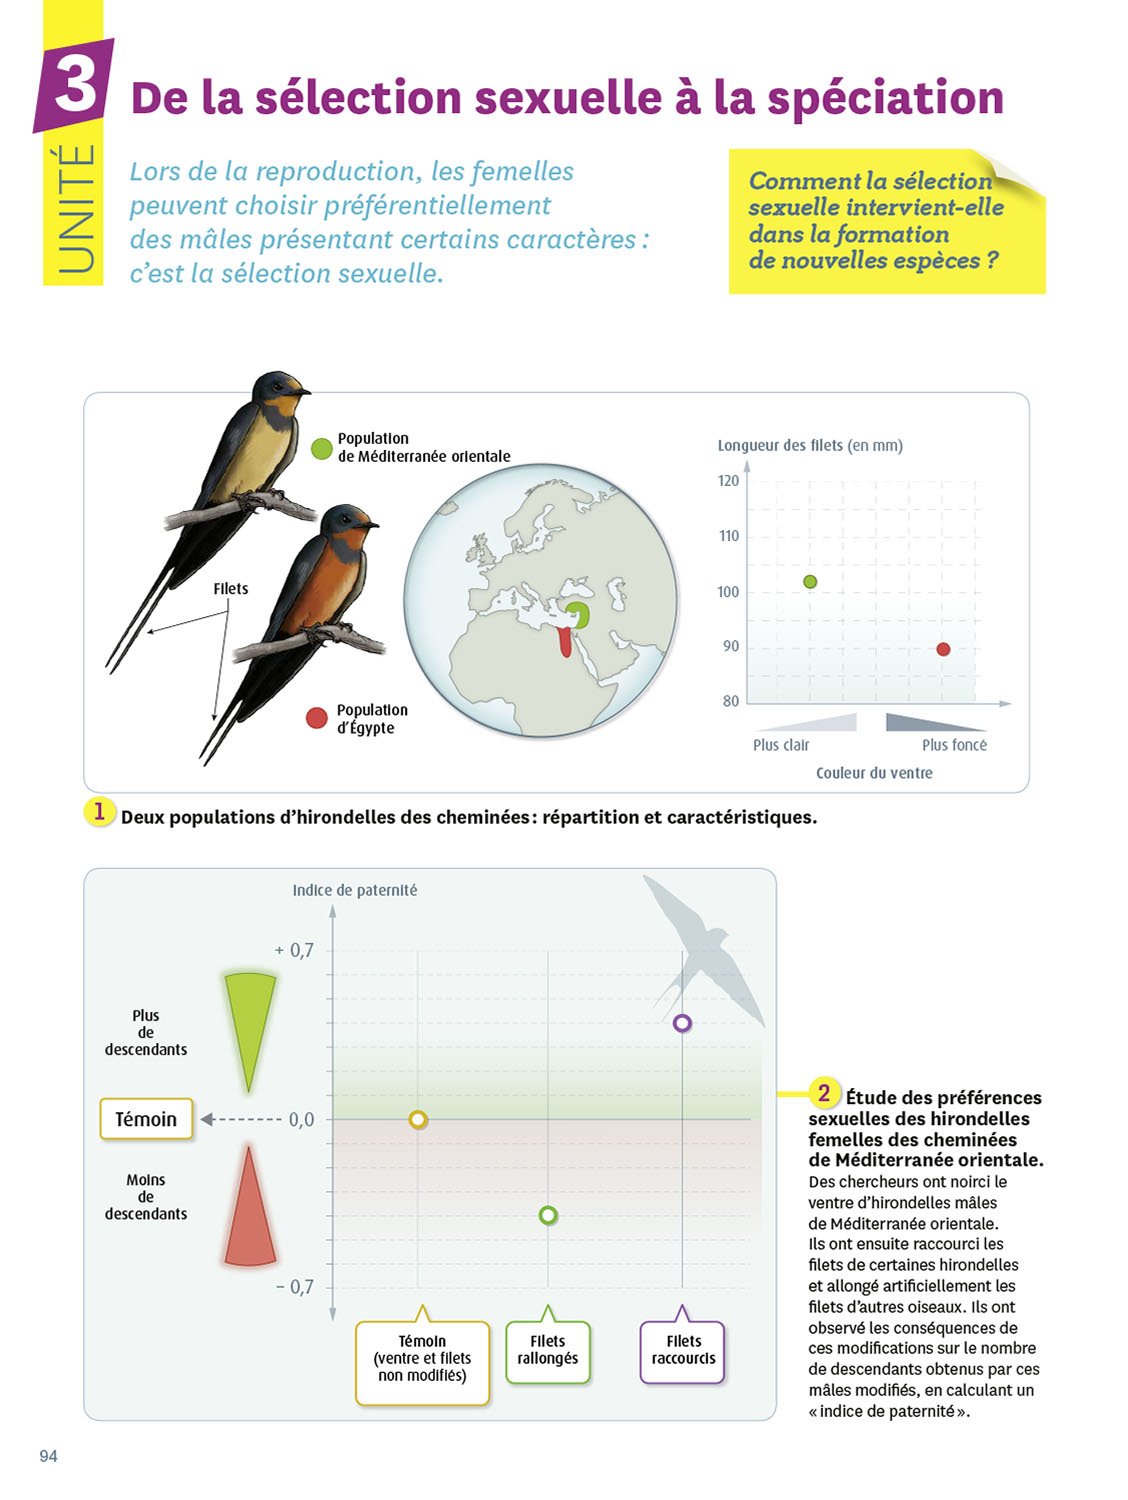 3
UNITÉ
De la sélection sexuelle à la spéciation
Lors de la reproduction, les femelles
peuvent choisir préférentiellement
des mâles présentant certains caractères :
c’est la sélection sexuelle.
Comment la sélection
sexuelle intervient-elle
dans la formation
de nouvelles espèces ?
Population
de Méditerranée orientale
Filets
Population
d’Égypte
Longueur des filets (en mm)
120
110
100
90
80
Plus clair
Plus foncé
Couleur du ventre
1 Deux populations d’hirondelles des cheminées : répartition et caractéristiques.
Indice de paternité
+ 0,7
Plus
de
descendants
Témoin
0,0
Moins
de
descendants
– 0,7
Témoin
(ventre et filets
non modifiés)
Filets
rallongés
Filets
raccourcis
2 Étude des préférences
sexuelles des hirondelles
femelles des cheminées
de Méditerranée orientale.
Des chercheurs ont noirci le
ventre d’hirondelles mâles
de Méditerranée orientale.
Ils ont ensuite raccourci les
filets de certaines hirondelles
et allongé artificiellement les
filets d’autres oiseaux. Ils ont
observé les conséquences de
ces modifications sur le nombre
de descendants obtenus par ces
mâles modifiés, en calculant un
« indice de paternité ».
94